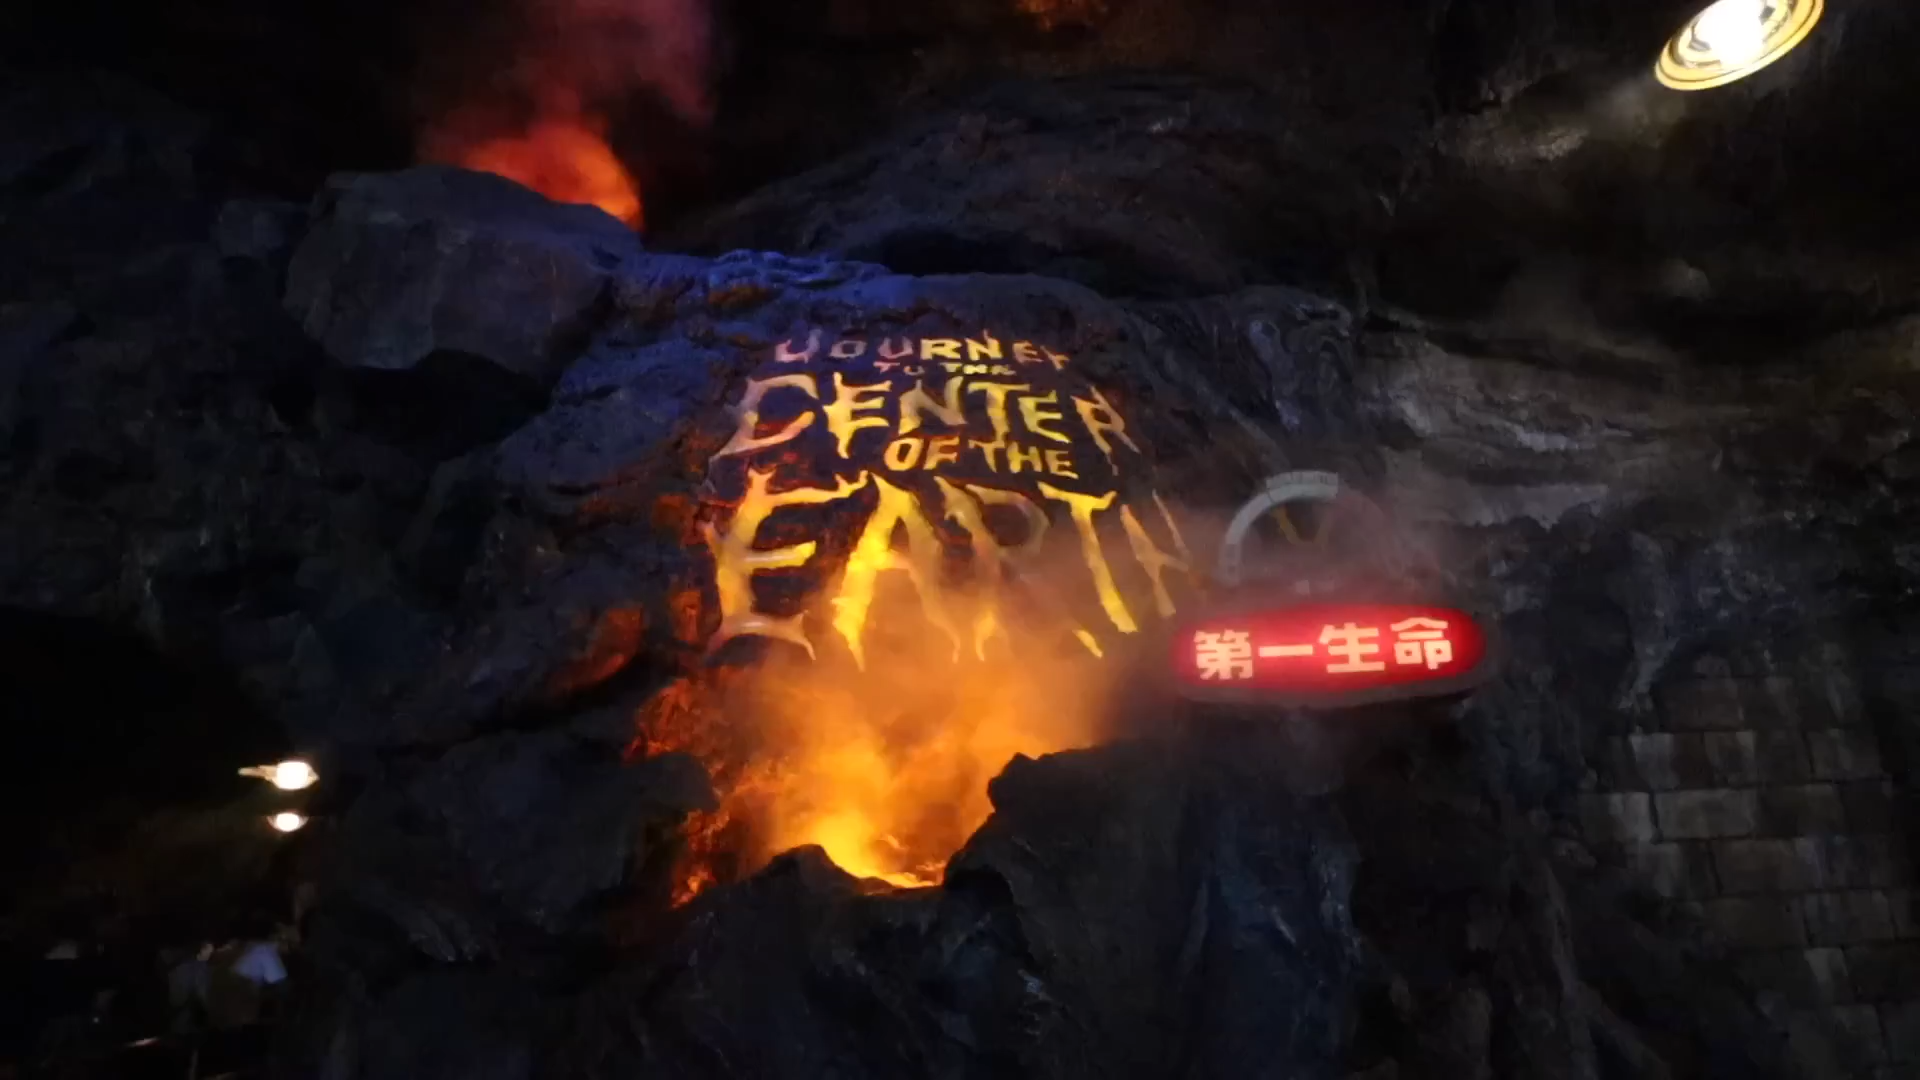 JOURNEY
TO THE
CENTER
OF THE
EARTH
第一生命